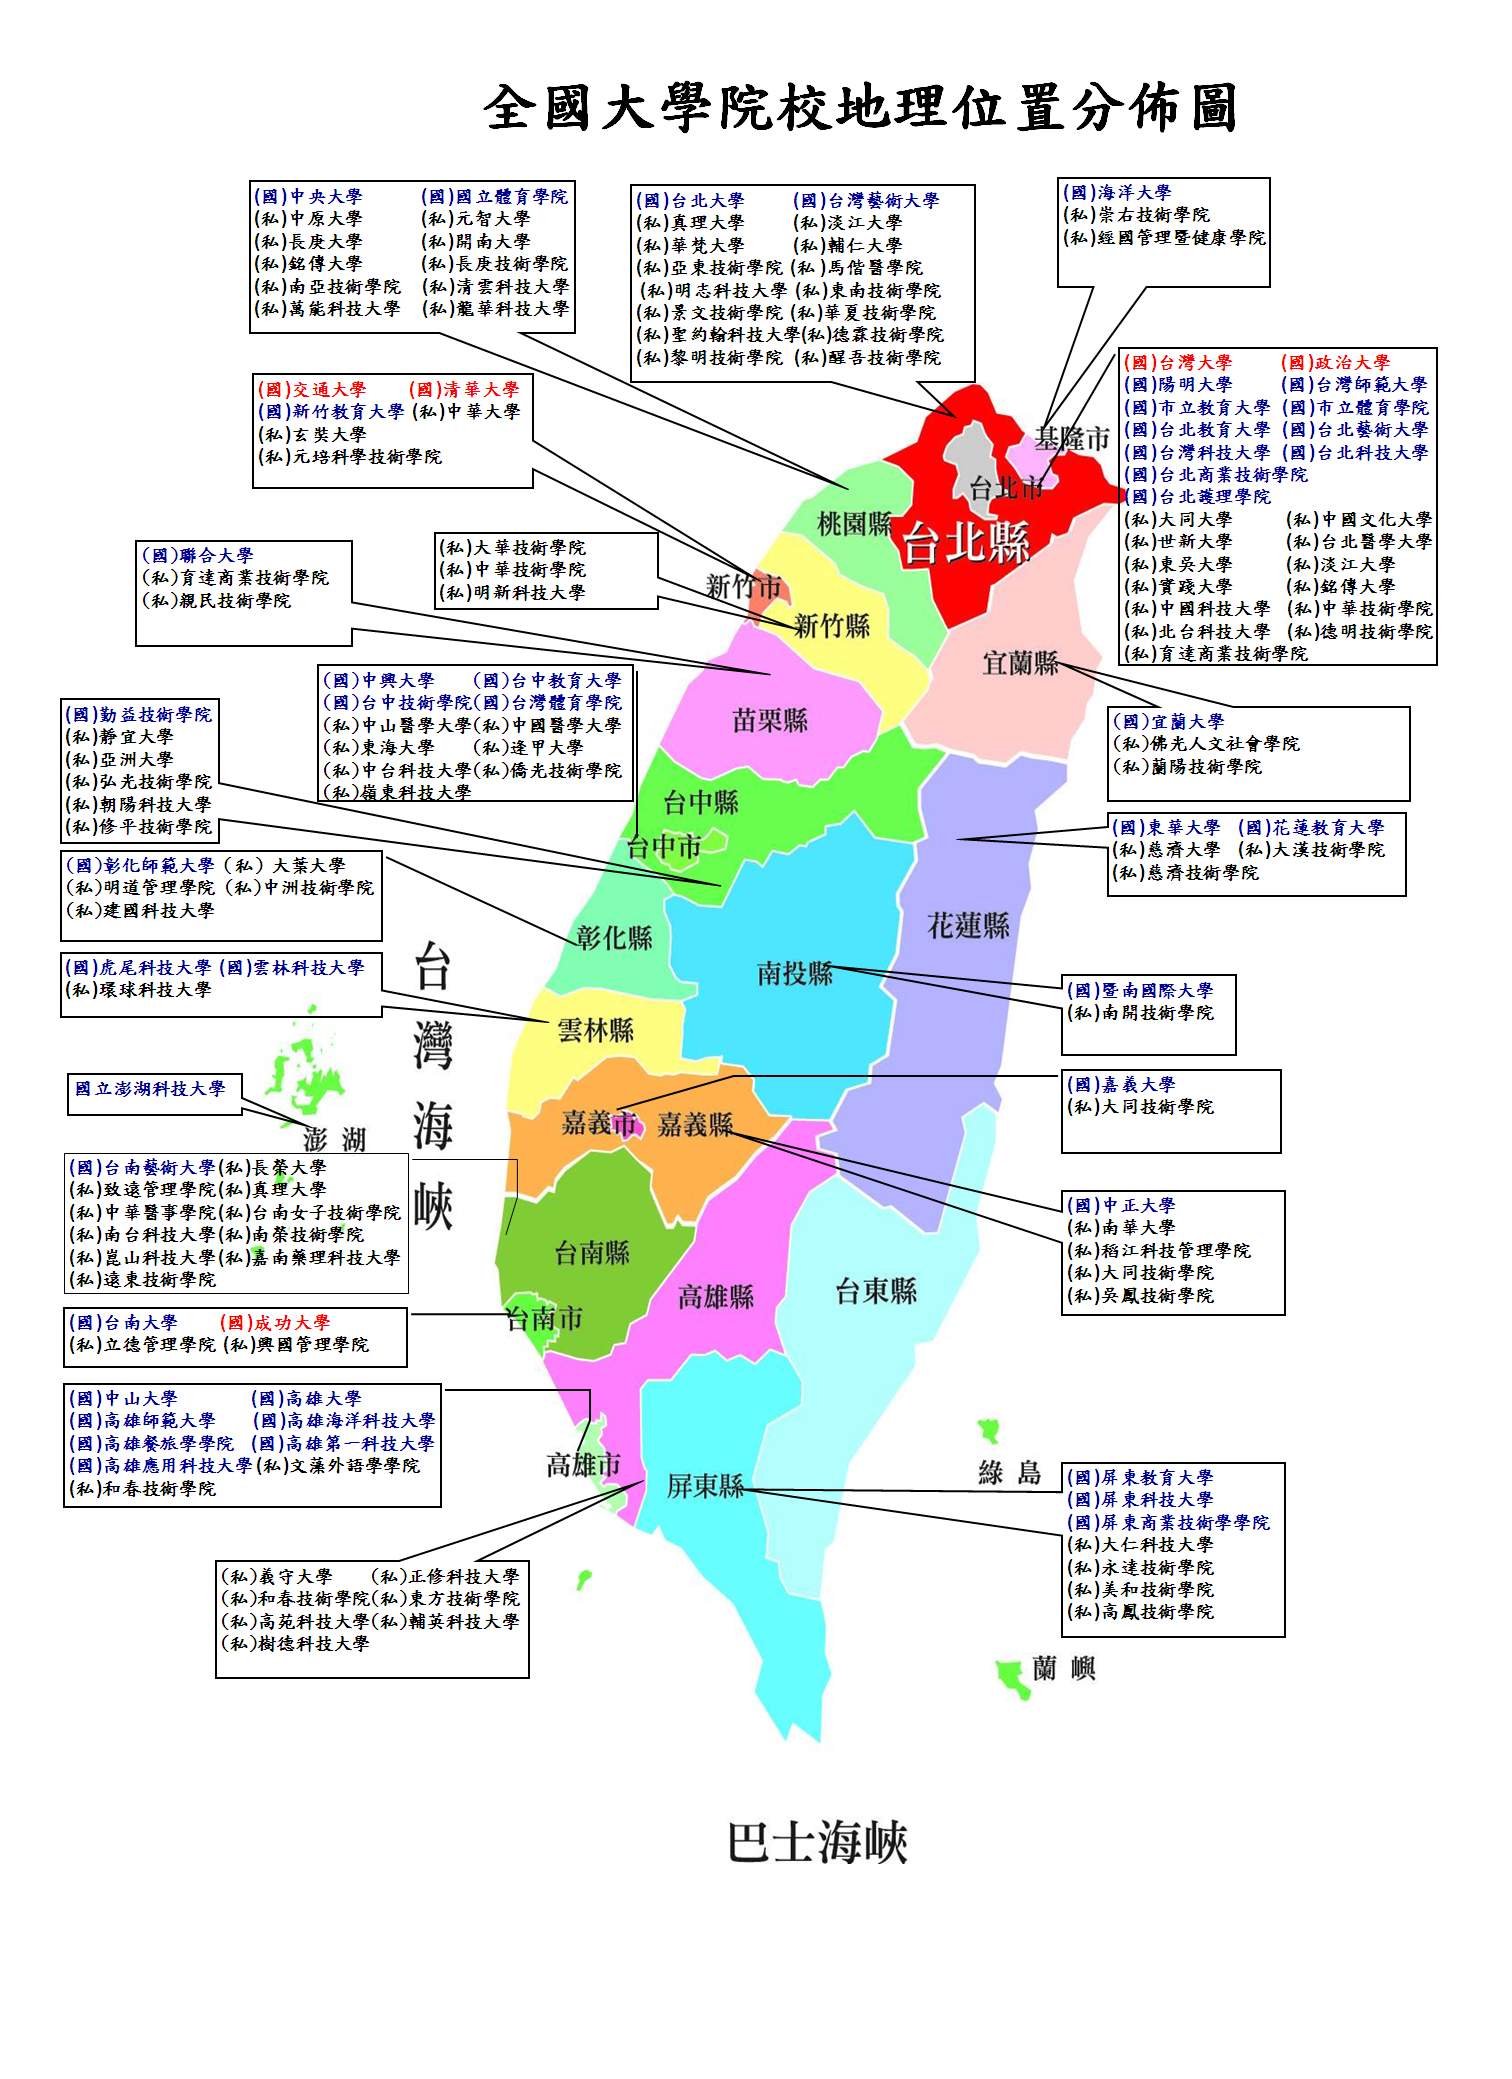 全國大學院校地理位置分佈圖
(國)中央大學 (國)國立體育學院
(私)中原大學 (私)元智大學
(私)長庚大學 (私)開南大學
(私)銘傳大學 (私)長庚技術學院
(私)南亞技術學院 (私)清雲科技大學
(私)萬能科技大學 (私)龍華科技大學
(國)台北大學 (國)台灣藝術大學
(私)真理大學 (私)淡江大學
(私)華梵大學 (私)輔仁大學
(私)亞東技術學院 (私)馬偕醫學院
(私)明志科技大學 (私)東南技術學院
(私)景文技術學院 (私)華夏技術學院
(私)聖約翰科技大學(私)德霖技術學院
(私)黎明技術學院 (私)醒吾技術學院
(國)海洋大學
(私)崇右技術學院
(私)經國管理暨健康學院
(國)台灣大學 (國)政治大學
(國)陽明大學 (國)台灣師範大學
(國)市立教育大學 (國)市立體育學院
(國)台北教育大學 (國)台北藝術大學
(國)台灣科技大學 (國)台北科技大學
(國)台北商業技術學院
(國)台北護理學院
(私)大同大學 (私)中國文化大學
(私)世新大學 (私)台北醫學大學
(私)東吳大學 (私)淡江大學
(私)實踐大學 (私)銘傳大學
(私)中國科技大學 (私)中華技術學院
(私)北台科技大學 (私)德明技術學院
(私)育達商業技術學院
(國)交通大學 (國)清華大學
(國)新竹教育大學 (私)中華大學
(私)玄奘大學
(私)元培科學技術學院
(私)大華技術學院
(私)中華技術學院
(私)明新科技大學
(國)聯合大學
(私)育達商業技術學院
(私)親民技術學院
基隆市
台北市
桃園縣
台北縣
新竹市
新竹縣
宜蘭縣
苗栗縣
(國)中興大學 (國)台中教育大學
(國)台中技術學院(國)台灣體育學院
(私)中山醫學大學(私)中國醫學大學
(私)東海大學 (私)逢甲大學
(私)中台科技大學(私)僑光技術學院
(私)嶺東科技大學
(國)勤益技術學院
(私)靜宜大學
(私)亞洲大學
(私)弘光技術學院
(私)朝陽科技大學
(私)修平技術學院
(國)宜蘭大學
(私)佛光人文社會學院
(私)蘭陽技術學院
台中縣
台中市
(國)東華大學 (國)花蓮教育大學
(私)慈濟大學 (私)大漢技術學院
(私)慈濟技術學院
(國)彰化師範大學 (私) 大葉大學
(私)明道管理學院 (私)中洲技術學院
(私)建國科技大學
彰化縣
花蓮縣
南投縣
(國)虎尾科技大學 (國)雲林科技大學
(私)環球科技大學
(國)暨南國際大學
(私)南開技術學院
雲林縣
台灣海峽
國立澎湖科技大學
澎 湖
(國)嘉義大學
(私)大同技術學院
嘉義市
嘉義縣
(國)台南藝術大學(私)長榮大學
(私)致遠管理學院(私)真理大學
(私)中華醫事學院(私)台南女子技術學院
(私)南台科技大學(私)南榮技術學院
(私)崑山科技大學(私)嘉南藥理科技大學
(私)遠東技術學院
(國)中正大學
(私)南華大學
(私)稻江科技管理學院
(私)大同技術學院
(私)吳鳳技術學院
台南縣
高雄縣
台東縣
台南市
(國)台南大學 (國)成功大學
(私)立德管理學院 (私)興國管理學院
(國)中山大學 (國)高雄大學
(國)高雄師範大學 (國)高雄海洋科技大學
(國)高雄餐旅學學院 (國)高雄第一科技大學
(國)高雄應用科技大學(私)文藻外語學學院
(私)和春技術學院
高雄市
屏東縣
綠 島
(國)屏東教育大學
(國)屏東科技大學
(國)屏東商業技術學學院
(私)大仁科技大學
(私)永達技術學院
(私)美和技術學院
(私)高鳳技術學院
(私)義守大學 (私)正修科技大學
(私)和春技術學院(私)東方技術學院
(私)高苑科技大學(私)輔英科技大學
(私)樹德科技大學
蘭 嶼
巴士海峽